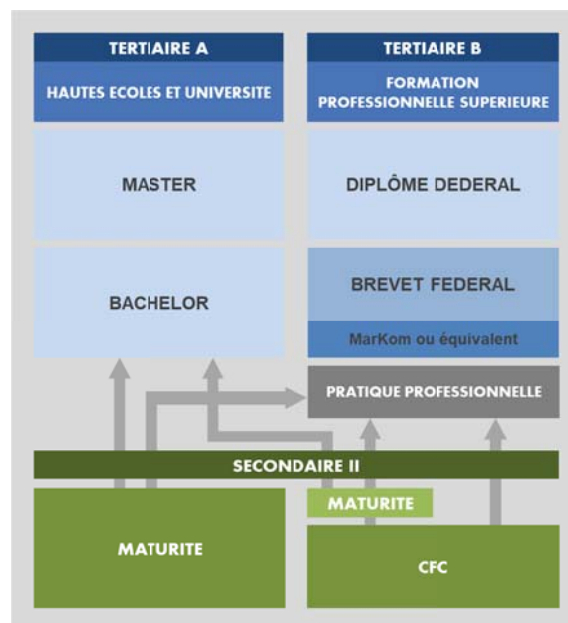 TERTIAIRE A
HAUTES ECOLES ET UNIVERSITE
MASTER
BACHELOR
TERTIAIRE B
FORMATION
PROFESSIONNELLE SUPERIEURE
DIPLÔME DEDERAL
BREVET FEDERAL
MarKom ou équivalent
PRATIQUE PROFESSIONNELLE
SECONDAIRE II
MATURITE
MATURITE
CFC